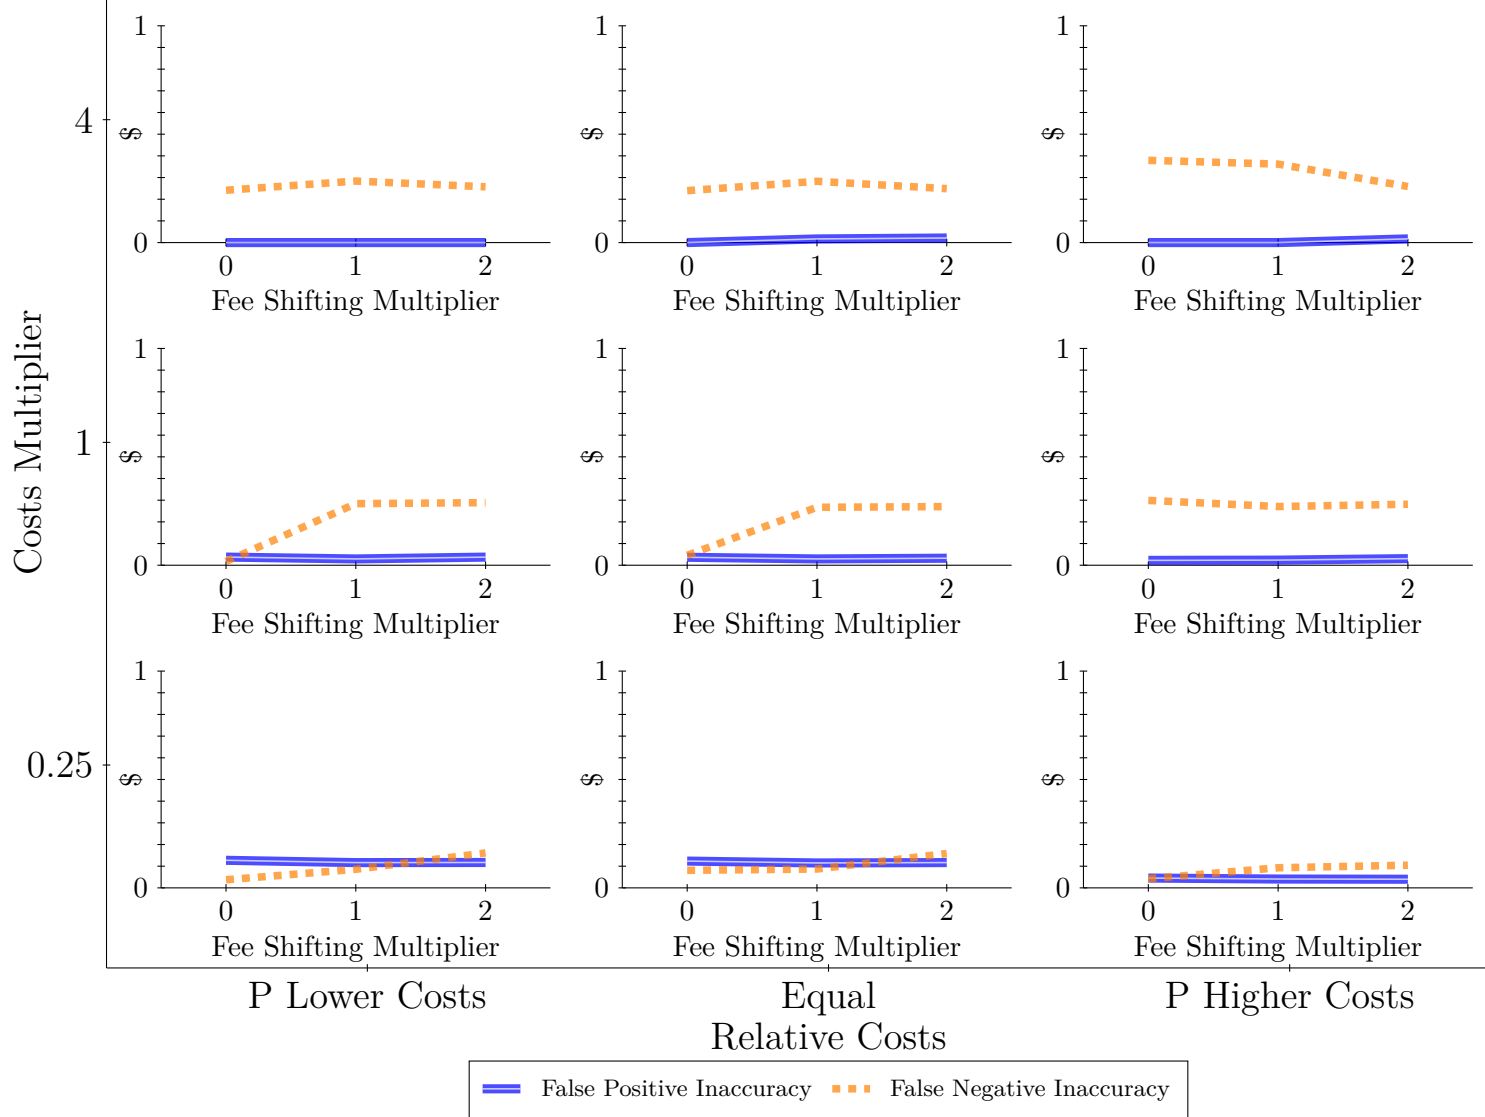 Costs Multiplier
4
1
$
0
0 1 2
Fee Shifting Multiplier
1
$
0
0 1 2
Fee Shifting Multiplier
1
$
0
0 1 2
Fee Shifting Multiplier
1
1
$
0
0 1 2
Fee Shifting Multiplier
1
$
0
0 1 2
Fee Shifting Multiplier
1
$
0
0 1 2
Fee Shifting Multiplier
0.25
1
$
0
0 1 2
Fee Shifting Multiplier
1
$
0
0 1 2
Fee Shifting Multiplier
1
$
0
0 1 2
Fee Shifting Multiplier
P Lower Costs
Equal
P Higher Costs
Relative Costs
False Positive Inaccuracy
False Negative Inaccuracy